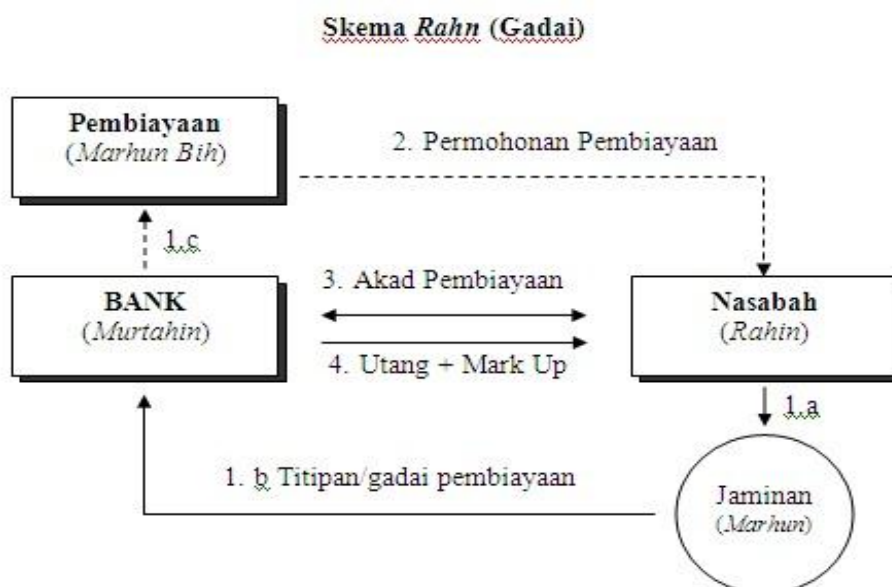 Skema Rahn (Gadai)
Pembiayaan
(Marhun Bih)
2. Permohonan Pembiayaan
1.c
BANK
(Murtahin)
3. Akad Pembiayaan
4. Utang + Mark Up
Nasabah
(Rahin)
1.a
1. b Titipan/gadai pembiayaan
Jaminan
(Marhun)